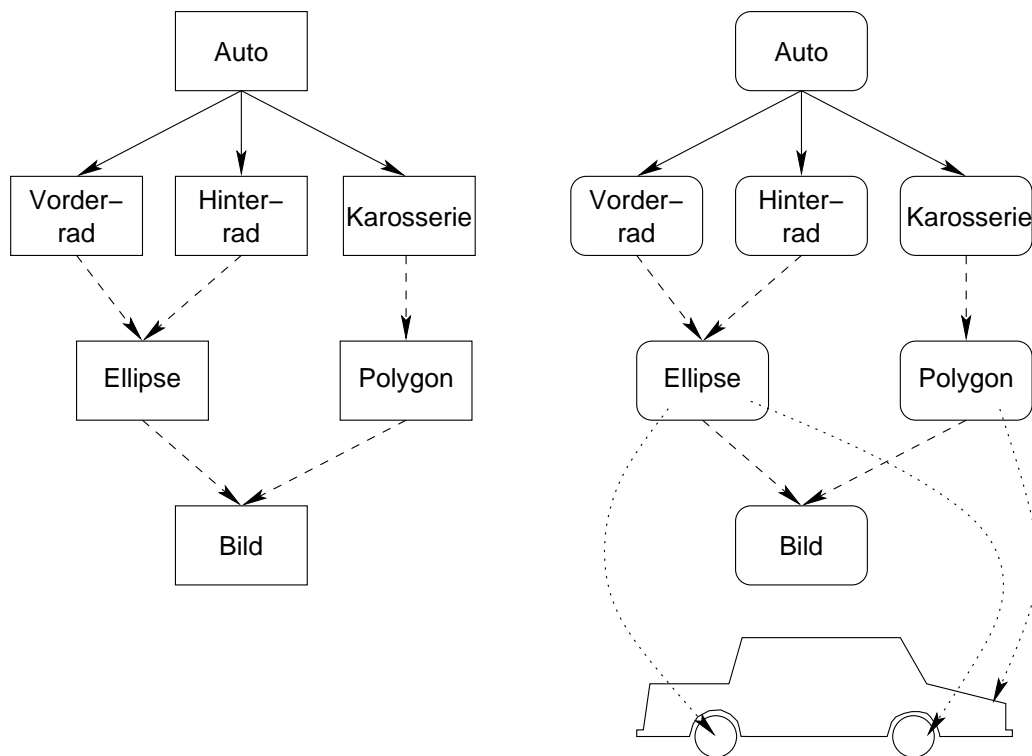 Auto
Vorder–
rad
Hinter–
rad
Karosserie
Ellipse
Polygon
Bild
Auto
Vorder–
rad
Hinter–
rad
Karosserie
Ellipse
Polygon
Bild